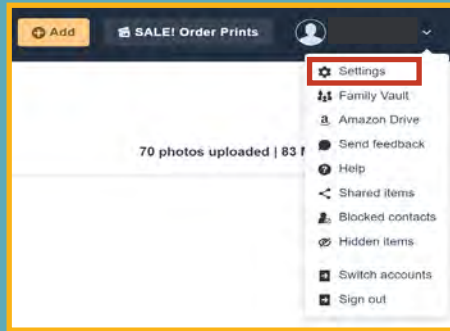 Add
SALE! Order Prints
Settings
Family Vault
a Amazon Drive
70 photos uploaded | 83
Send feedback
Help
Shared items
Blocked contacts
Hidden items
Switch accounts
Sign out